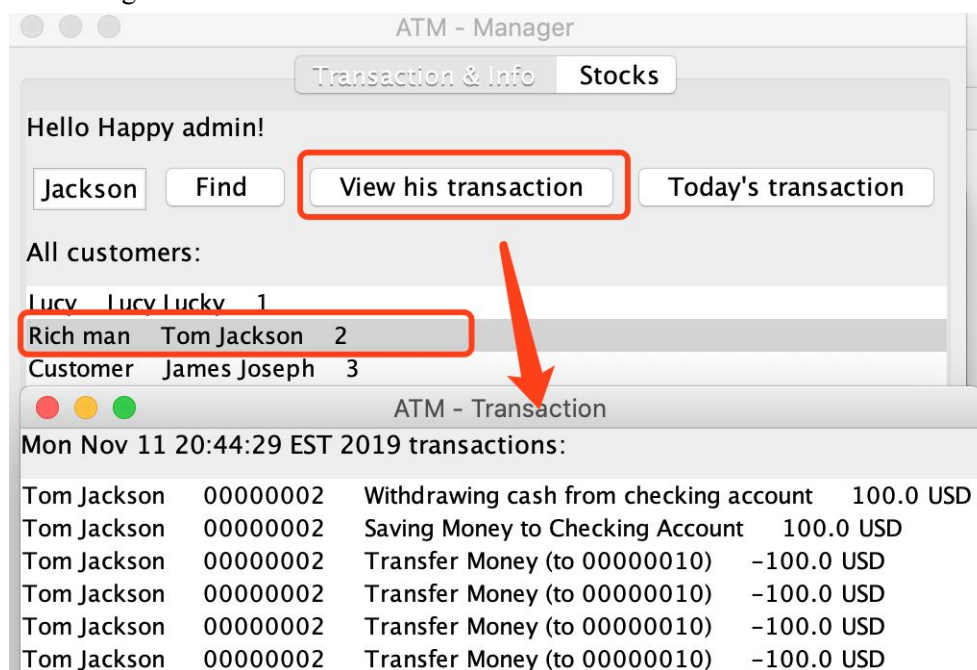 ATM - Manager
Transaction & Info Stocks
Hello Happy admin!
Jackson Find View his transaction Today's transaction
All customers:
Lucy Lucy Lucky 1
Rich man Tom Jackson 2
Customer James Joseph 3
ATM - Transaction
Mon Nov 11 20:44:29 EST 2019 transactions:
Tom Jackson 00000002 Withdrawing cash from checking account 100.0 USD
Tom Jackson 00000002 Saving Money to Checking Account 100.0 USD
Tom Jackson 00000002 Transfer Money (to 00000010) -100.0 USD
Tom Jackson 00000002 Transfer Money (to 00000010) -100.0 USD
Tom Jackson 00000002 Transfer Money (to 00000010) -100.0 USD
Tom Jackson 00000002 Transfer Money (to 00000010) -100.0 USD